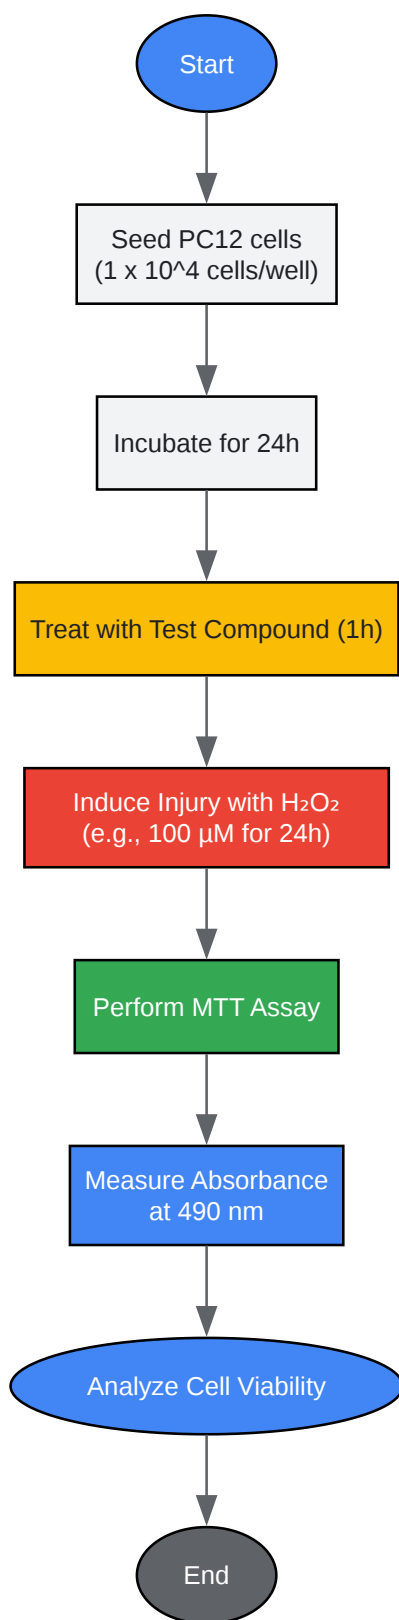 Start
Seed PC12 cells
(1 x 10^4 cells/well)
Incubate for 24h
Treat with Test Compound (1h)
Induce Injury with H₂O₂
(e.g., 100 µM for 24h)
Perform MTT Assay
Measure Absorbance
at 490 nm
Analyze Cell Viability
End